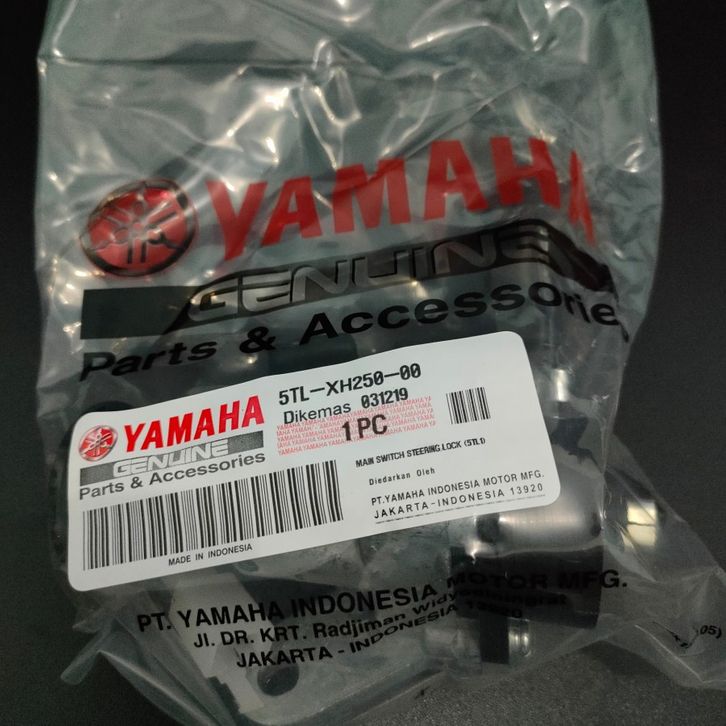 YAMAHA
GENUINE
Parts & Accessories
5TL-XH250-00
Dikemas 031219
1 PC
YAMAHA
GENUINE
Parts & Accessories
MAIN SWITCH STEERING LOCK (5TL1)
Diedarkan Oleh
PT.YAMAHA INDONESIA MOTOR MFG.
JAKARTA-INDONESIA 13920
MADE IN INDONESIA
PT. YAMAHA INDONESIA MOTOR MFG.
Jl. DR. KRT. Radjiman Widyodiningrat
JAKARTA - INDONESIA 13920